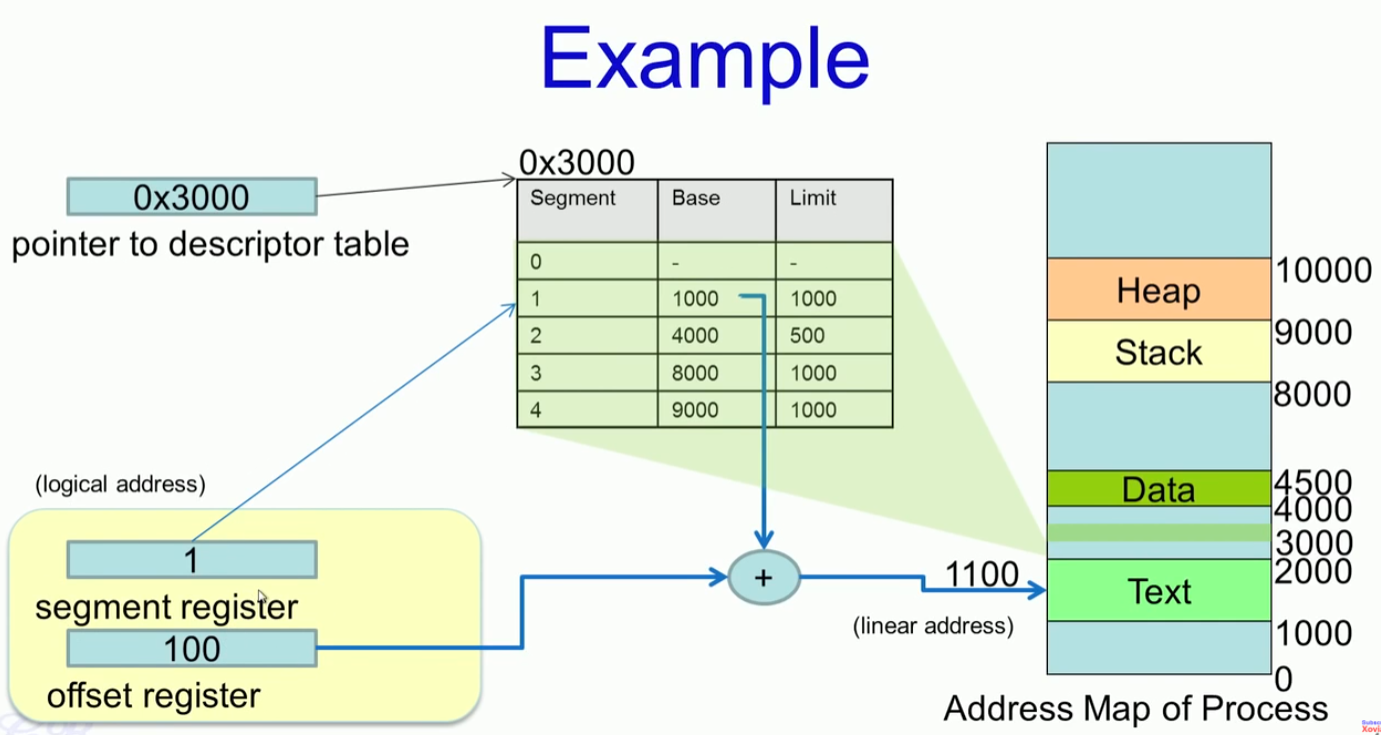 Example
0x3000
pointer to descriptor table
0x3000
Segment Base Limit
0 - -
1 1000 1000
2 4000 500
3 8000 1000
4 9000 1000
(logical address)
1
segment register
100
offset register
+
1100
(linear address)
10000
Heap
9000
Stack
8000
4500
Data
4000
3000
2000
Text
1000
0
Address Map of Process